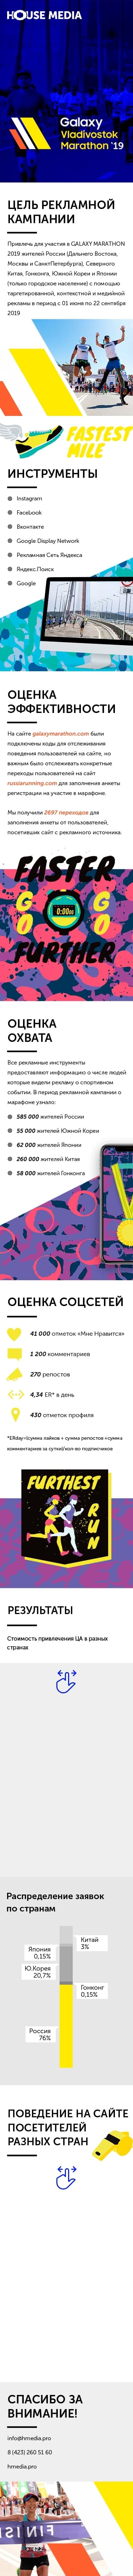 HOUSE MEDIA
Galaxy
Vladivostok
Marathon '19
ЦЕЛЬ РЕКЛАМНОЙ
КАМПАНИИ
Привлечь для участия в GALAXY MARATHON
2019 жителей России (Дальнего Востока,
Москвы и Санкт-Петербурга), Северного
Китая, Гонконга, Южной Кореи и Японии
(только городское население) с помощью
таргетированной, контекстной и медийной
рекламы в период с 01 июня по 22 сентября
2019
FASTEST
MILE
ИНСТРУМЕНТЫ
Instagram
Facebook
Вконтакте
Google Display Network
Рекламная Сеть Яндекса
Яндекс.Поиск
Google
ОЦЕНКА
ЭФФЕКТИВНОСТИ
На сайте galaxymarathon.com были
подключены коды для отслеживания
поведения пользователей на сайте, но
важным было отслеживать конкретные
переходы пользователей на сайт
russiarunning.com для заполнения анкеты
регистрации на участие в марафоне.
Мы получили 2697 переходов для
заполнения анкеты от пользователей,
посетивших сайт с рекламного источника.
FASTER
GO
0:00:01
GO
FURTHER
ОЦЕНКА
ОХВАТА
Все рекламные инструменты
предоставляют информацию о числе людей
которые видели рекламу о спортивном
событии. В период рекламной кампании о
марафоне узнало:
585 000 жителей России
55 000 жителей Южной Кореи
62 000 жителей Японии
260 000 жителей Китая
58 000 жителей Гонконга
ОЦЕНКА СОЦСЕТЕЙ
41 000 отметок «Мне Нравится»
1 200 комментариев
270 репостов
4,34 ER* в день
430 отметок профиля
*ERday=(сумма лайков + сумма репостов +сумма
комментариев за сутки)/кол-во подписчиков
FURTHEST
RUN
РЕЗУЛЬТАТЫ
Стоимость привлечения ЦА в разных
странах
Распределение заявок
по странам
Китай
3%
Япония
0,15%
Ю.Корея
20,7%
Гонконг
0,15%
Россия
76%
ПОВЕДЕНИЕ НА САЙТЕ
ПОСЕТИТЕЛЕЙ
РАЗНЫХ СТРАН
СПАСИБО ЗА
ВНИМАНИЕ!
info@hmedia.pro
8 (423) 260 51 60
hmedia.pro
FINISH